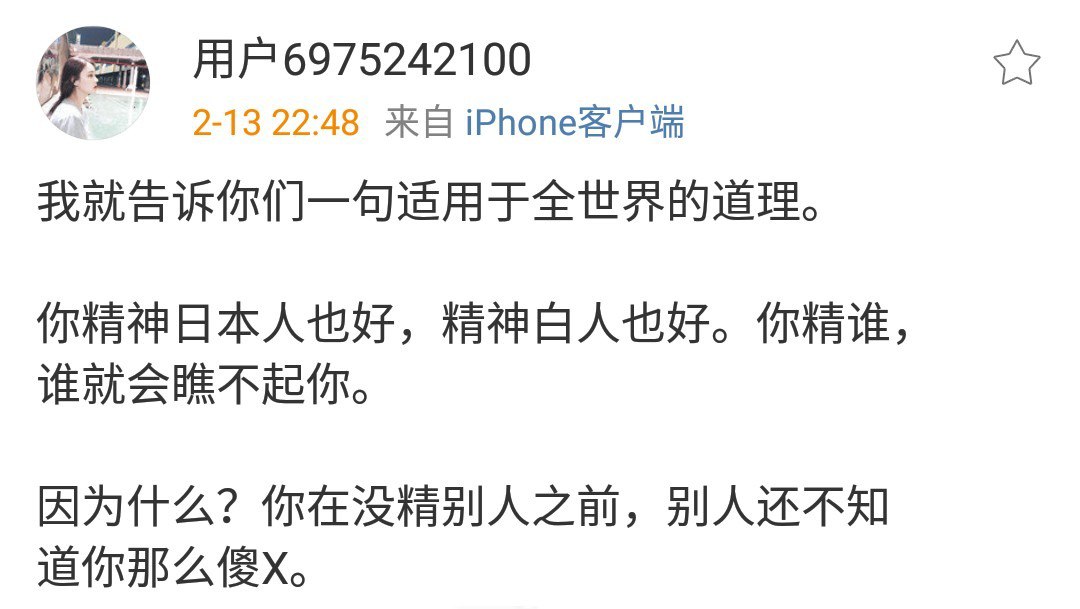 用户6975242100
2-13 22:48 来自 iPhone客户端
我就告诉你们一句适用于全世界的道理。
你精神日本人也好，精神白人也好。你精谁，
谁就会瞧不起你。
因为什么？你在没精别人之前，别人还不知
道你那么傻X。